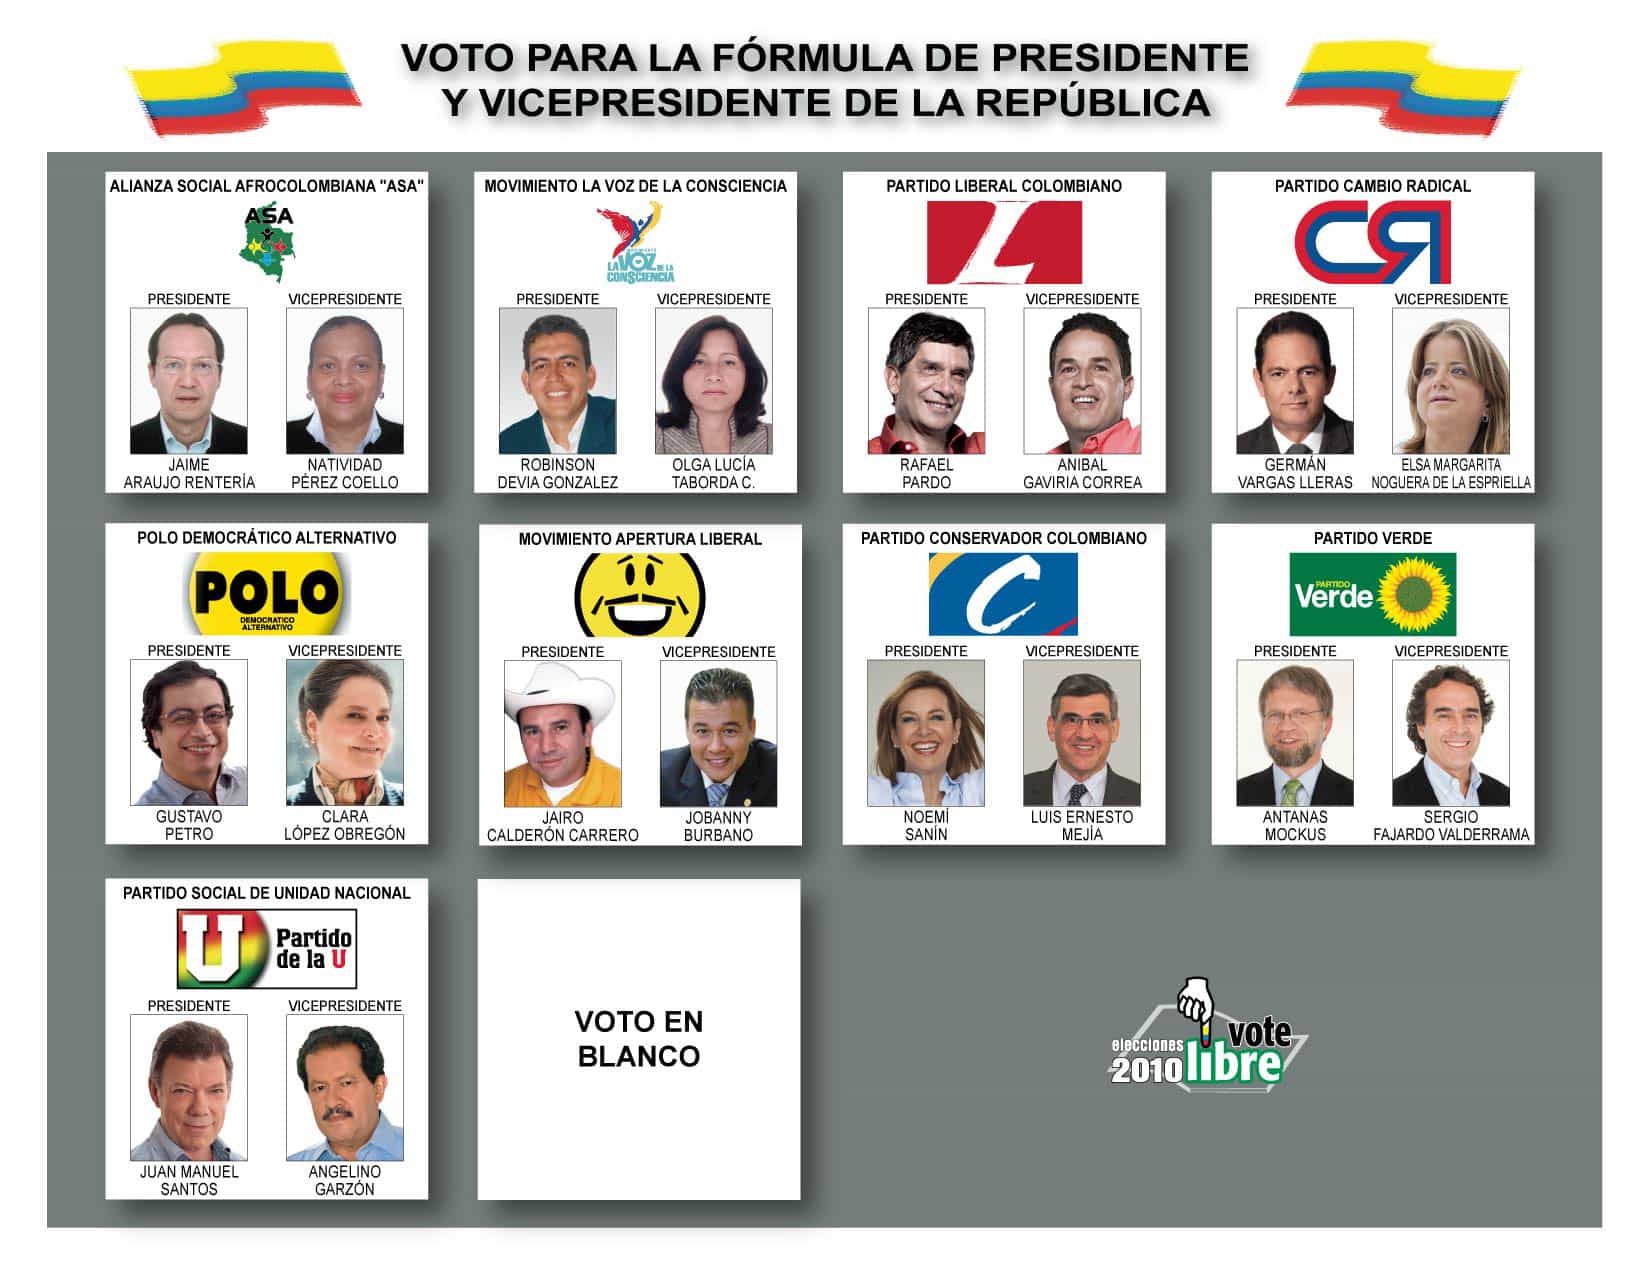 VOTO PARA LA FÓRMULA DE PRESIDENTE
Y VICEPRESIDENTE DE LA REPÚBLICA
ALIANZA SOCIAL AFROCOLOMBIANA "ASA"
ASA
PRESIDENTE VICEPRESIDENTE
JAIME
ARAUJO RENTERÍA
NATIVIDAD
PÉREZ COELLO
MOVIMIENTO LA VOZ DE LA CONSCIENCIA
MOVIMIENTO
LA VOZ DE LA
CONSCIENCIA
PRESIDENTE VICEPRESIDENTE
ROBINSON
DEVIA GONZALEZ
OLGA LUCÍA
TABORDA C.
PARTIDO LIBERAL COLOMBIANO
L
PRESIDENTE VICEPRESIDENTE
RAFAEL
PARDO
ANIBAL
GAVIRIA CORREA
PARTIDO CAMBIO RADICAL
CR
PRESIDENTE VICEPRESIDENTE
GERMÁN
VARGAS LLERAS
ELSA MARGARITA
NOGUERA DE LA ESPRIELLA
POLO DEMOCRÁTICO ALTERNATIVO
POLO
DEMOCRATICO
ALTERNATIVO
PRESIDENTE VICEPRESIDENTE
GUSTAVO
PETRO
CLARA
LÓPEZ OBREGÓN
MOVIMIENTO APERTURA LIBERAL
PRESIDENTE VICEPRESIDENTE
JAIRO
CALDERÓN CARRERO
JOBANNY
BURBANO
PARTIDO CONSERVADOR COLOMBIANO
C
PRESIDENTE VICEPRESIDENTE
NOEMÍ
SANÍN
LUIS ERNESTO
MEJÍA
PARTIDO VERDE
PARTIDO
Verde
PRESIDENTE VICEPRESIDENTE
ANTANAS
MOCKUS
SERGIO
FAJARDO VALDERRAMA
PARTIDO SOCIAL DE UNIDAD NACIONAL
U
Partido
de la U
PRESIDENTE VICEPRESIDENTE
JUAN MANUEL
SANTOS
ANGELINO
GARZÓN
VOTO EN
BLANCO
elecciones
2010
vote
libre